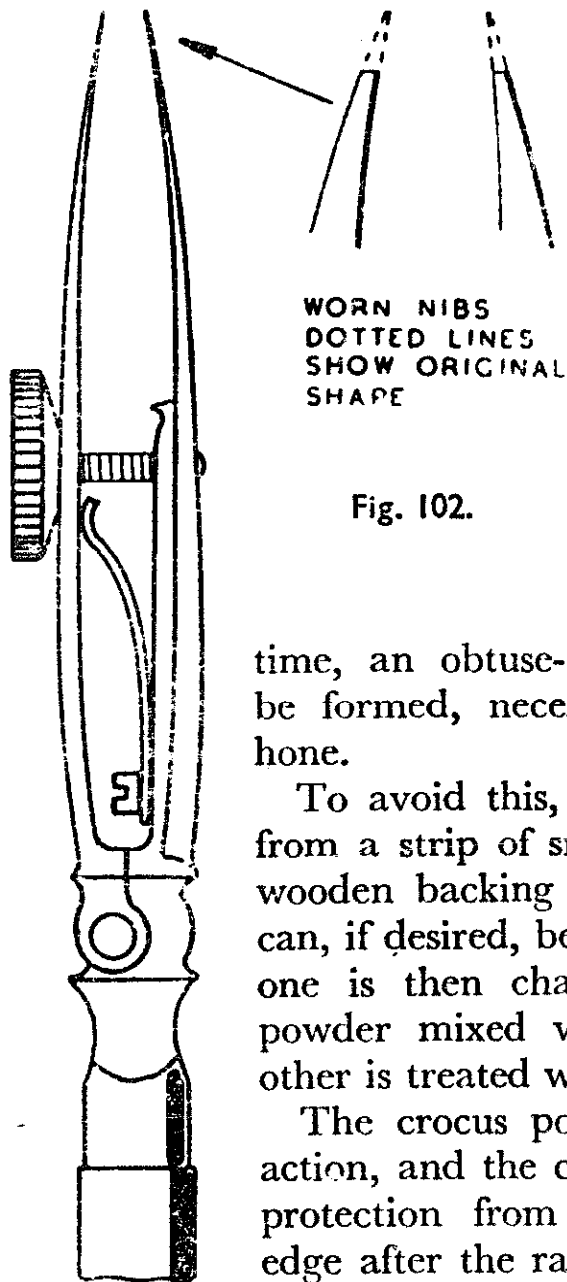 WORN NIBS
DOTTED LINES
SHOW ORIGINAL
SHAPE
Fig. 102.
time, an obtuse-
be formed, nece
hone.
To avoid this,
from a strip of s
wooden backing
can, if desired, be
one is then cha
powder mixed
other is treated w
The crocus po
action, and the c
protection from
edge after the ra